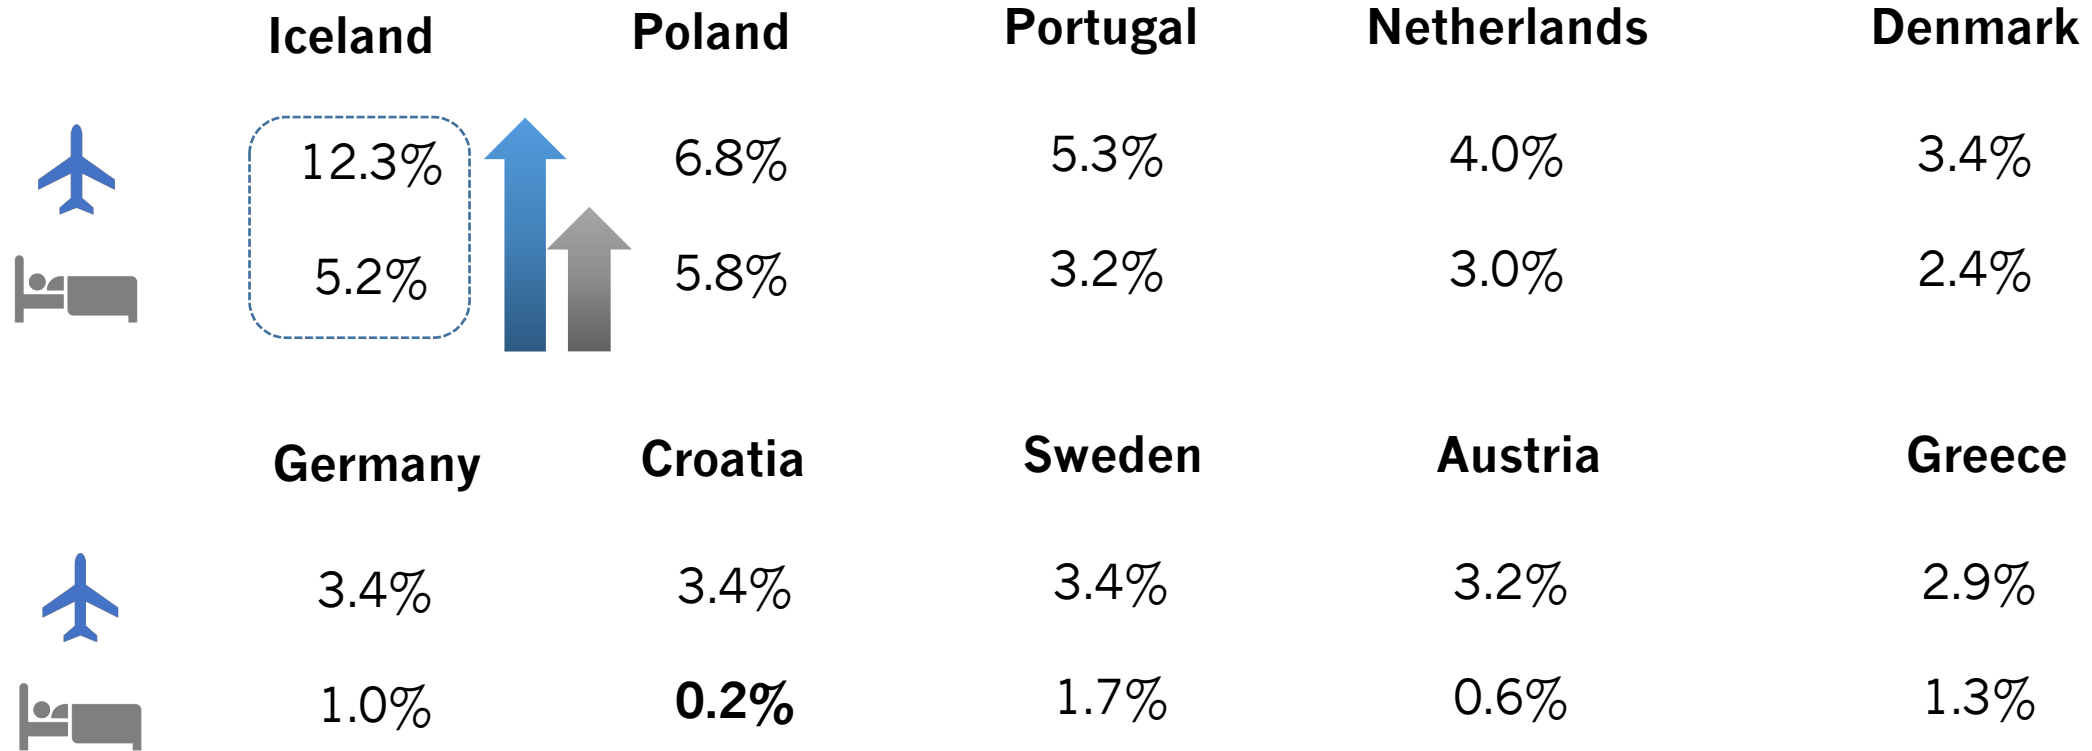 Iceland Poland Portugal Netherlands Denmark
12.3% 6.8% 5.3% 4.0% 3.4%
5.2% 5.8% 3.2% 3.0% 2.4%
Germany Croatia Sweden Austria Greece
3.4% 3.4% 3.4% 3.2% 2.9%
1.0% 0.2% 1.7% 0.6% 1.3%